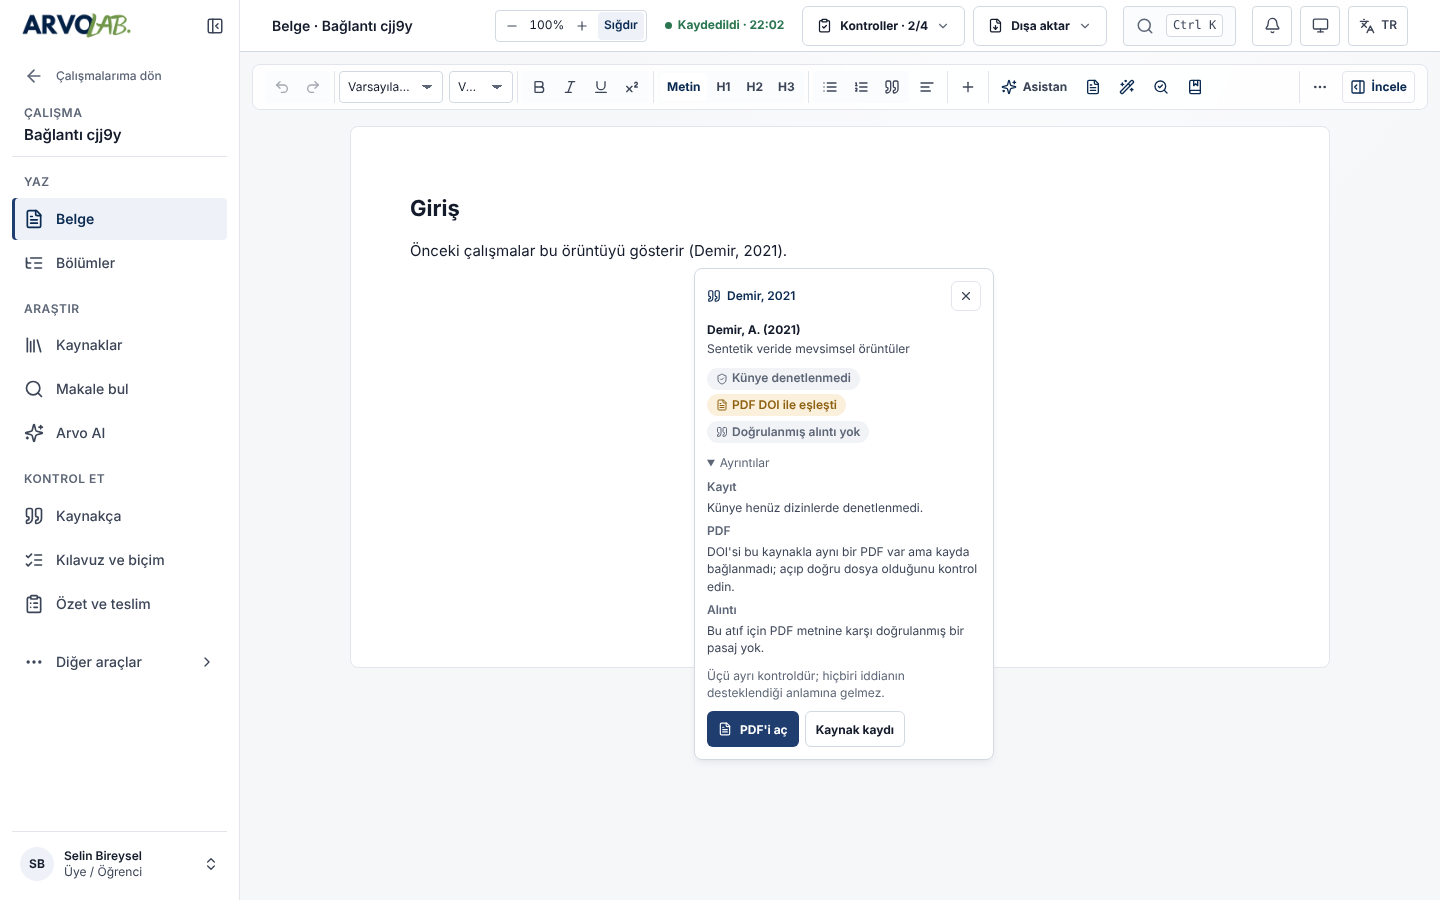 ARVOLAB.
Çalışmalarıma dön
ÇALIŞMA
Bağlantı cjj9y
YAZ
Belge
Bölümler
ARAŞTIR
Kaynaklar
Makale bul
Arvo AI
KONTROL ET
Kaynakça
Kılavuz ve biçim
Özet ve teslim
Diğer araçlar
SB
Selin Bireysel
Üye / Öğrenci
Belge · Bağlantı cjj9y
100%
Sığdır
Kaydedildi · 22:02
Kontroller · 2/4
Dışa aktar
Ctrl K
TR
Varsayıla...
V...
B I U x²
Metin
H1
H2
H3
Asistan
İncele
Giriş
Önceki çalışmalar bu örüntüyü gösterir (Demir, 2021).
Demir, 2021
Demir, A. (2021)
Sentetik veride mevsimsel örüntüler
Künye denetlenmedi
PDF DOI ile eşleşti
Doğrulanmış alıntı yok
Ayrıntılar
Kayıt
Künye henüz dizinlerde denetlenmedi.
PDF
DOI'si bu kaynakla aynı bir PDF var ama kayda
bağlanmadı; açıp doğru dosya olduğunu kontrol
edin.
Alıntı
Bu atıf için PDF metnine karşı doğrulanmış bir
pasaj yok.
Üçü ayrı kontroldür; hiçbiri iddianın
desteklendiği anlamına gelmez.
PDF'i aç
Kaynak kaydı